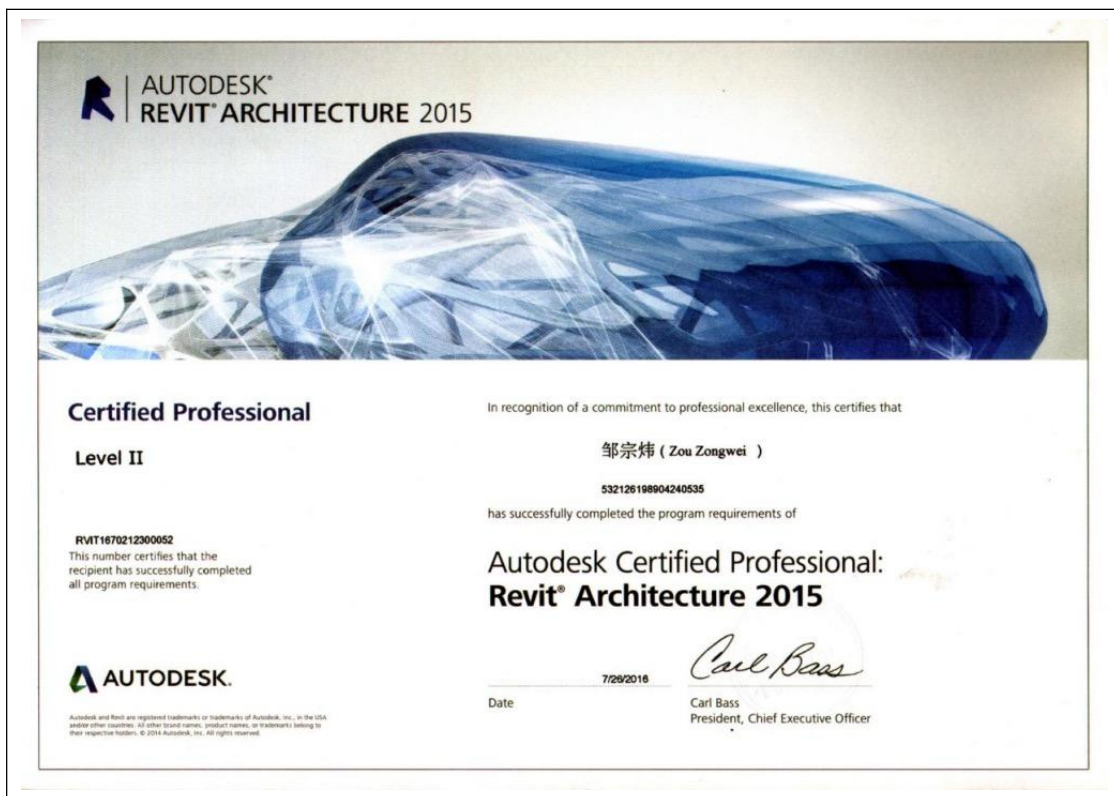 AUTODESK®
REVIT® ARCHITECTURE 2015
Certified Professional
Level II
RVIT1670212300052
This number certifies that the
recipient has successfully completed
all program requirements.
AUTODESK.
Autodesk and Revit are registered trademarks or trademarks of Autodesk, Inc., in the USA
and/or other countries. All other brand names, product names, or trademarks belong to
their respective holders. © 2014 Autodesk, Inc. All rights reserved.
In recognition of a commitment to professional excellence, this certifies that
邹宗炜 ( Zou Zongwei )
532126198904240535
has successfully completed the program requirements of
Autodesk Certified Professional:
Revit® Architecture 2015
7/26/2016
Date
Carl Bass
Carl Bass
President, Chief Executive Officer